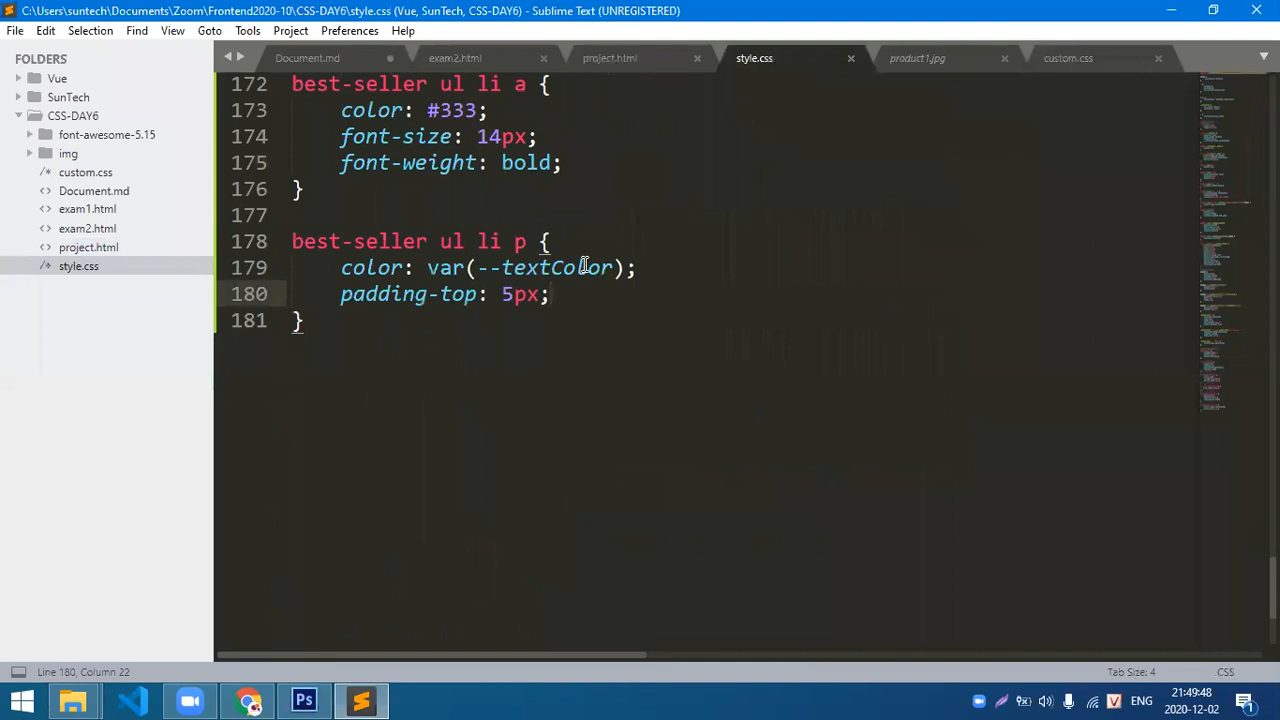 C:\Users\suntech\Documents\Zoom\Frontend2020-10\CSS-DAY6\style.css (Vue, SunTech, CSS-DAY6) - Sublime Text (UNREGISTERED)
File Edit Selection Find View Goto Tools Project Preferences Help
FOLDERS
Vue
SunTech
CSS-DAY6
font-awesome-5.15
img
custom.css
Document.md
exam1.html
exam2.html
project.html
style.css
Document.md exam2.html project.html style.css product1.jpg custom.css
172 best-seller ul li a {
173 color: #333;
174 font-size: 14px;
175 font-weight: bold;
176 }
177
178 best-seller ul li p {
179 color: var(--textColor);
180 padding-top: 5px;
181 }
Line 180, Column 22 Tab Size: 4 CSS
Ps V ENG 21:49:48
2020-12-02 1